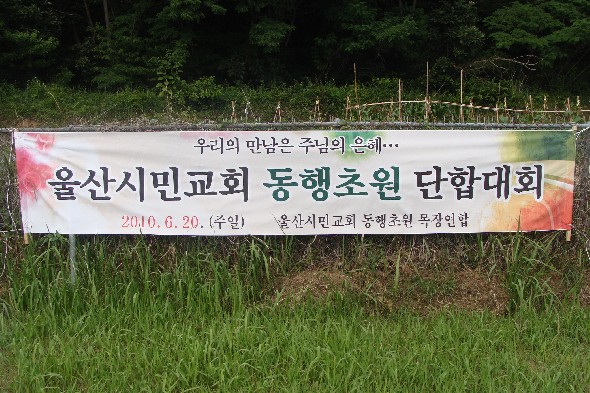 우리의 만남은 주님의 은혜...
울산시민교회 동행초원 단합대회
2010. 6. 20. (주일) 울산시민교회 동행초원 목장연합